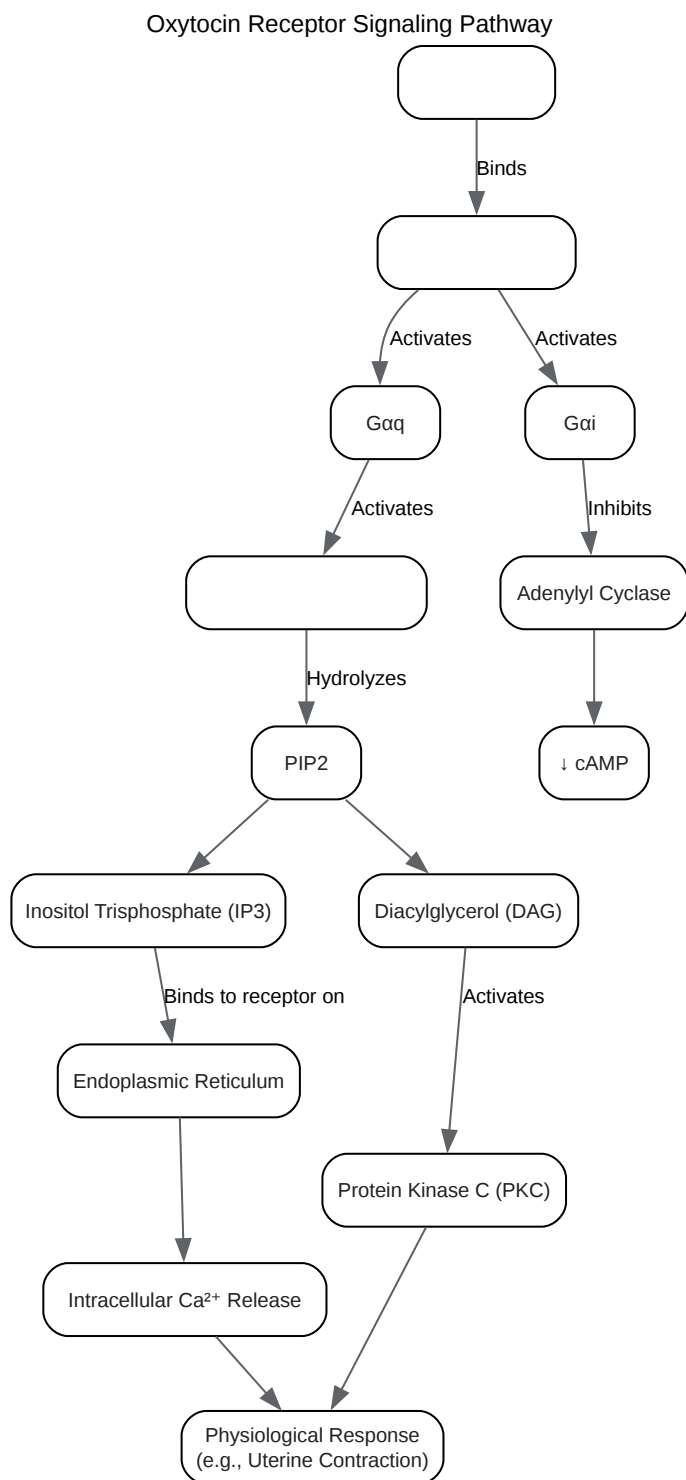 Oxytocin Receptor Signaling Pathway
Binds
Activates
Activates
Gαq
Gαi
Activates
Inhibits
Adenylyl Cyclase
Hydrolyzes
PIP2
↓ cAMP
Inositol Trisphosphate (IP3)
Diacylglycerol (DAG)
Binds to receptor on
Activates
Endoplasmic Reticulum
Protein Kinase C (PKC)
Intracellular Ca²⁺ Release
Physiological Response
(e.g., Uterine Contraction)